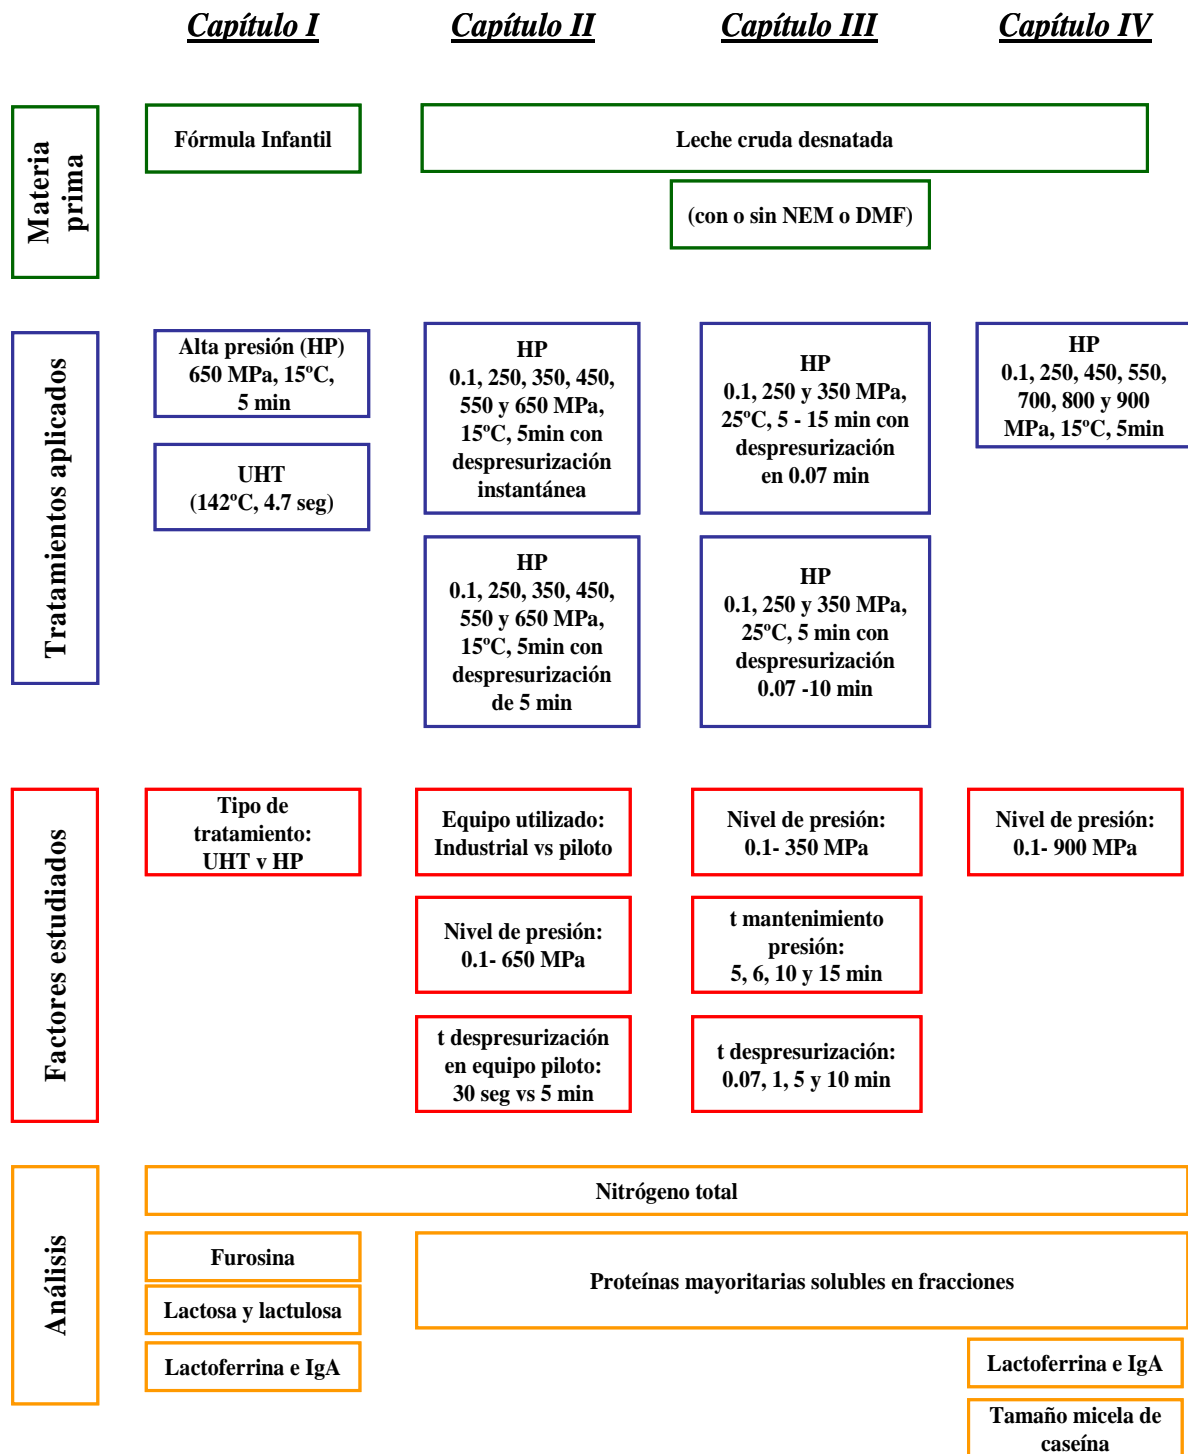 Capítulo I
Capítulo II
Capítulo III
Capítulo IV
Materia
prima
Fórmula Infantil
Leche cruda desnatada
(con o sin NEM o DMF)
Tratamientos aplicados
Alta presión (HP)
650 MPa, 15ºC,
5 min
UHT
(142ºC, 4.7 seg)
HP
0.1, 250, 350, 450,
550 y 650 MPa,
15ºC, 5min con
despresurización
instantánea
HP
0.1, 250, 350, 450,
550 y 650 MPa,
15ºC, 5min con
despresurización
de 5 min
HP
0.1, 250 y 350 MPa,
25ºC, 5 - 15 min con
despresurización
en 0.07 min
HP
0.1, 250 y 350 MPa,
25ºC, 5 min con
despresurización
0.07 -10 min
HP
0.1, 250, 450, 550,
700, 800 y 900
MPa, 15ºC, 5min
Factores estudiados
Tipo de
tratamiento:
UHT v HP
Equipo utilizado:
Industrial vs piloto
Nivel de presión:
0.1- 650 MPa
t despresurización
en equipo piloto:
30 seg vs 5 min
Nivel de presión:
0.1- 350 MPa
t mantenimiento
presión:
5, 6, 10 y 15 min
t despresurización:
0.07, 1, 5 y 10 min
Nivel de presión:
0.1- 900 MPa
Análisis
Nitrógeno total
Furosina
Lactosa y lactulosa
Lactoferrina e IgA
Proteínas mayoritarias solubles en fracciones
Lactoferrina e IgA
Tamaño micela de
caseína